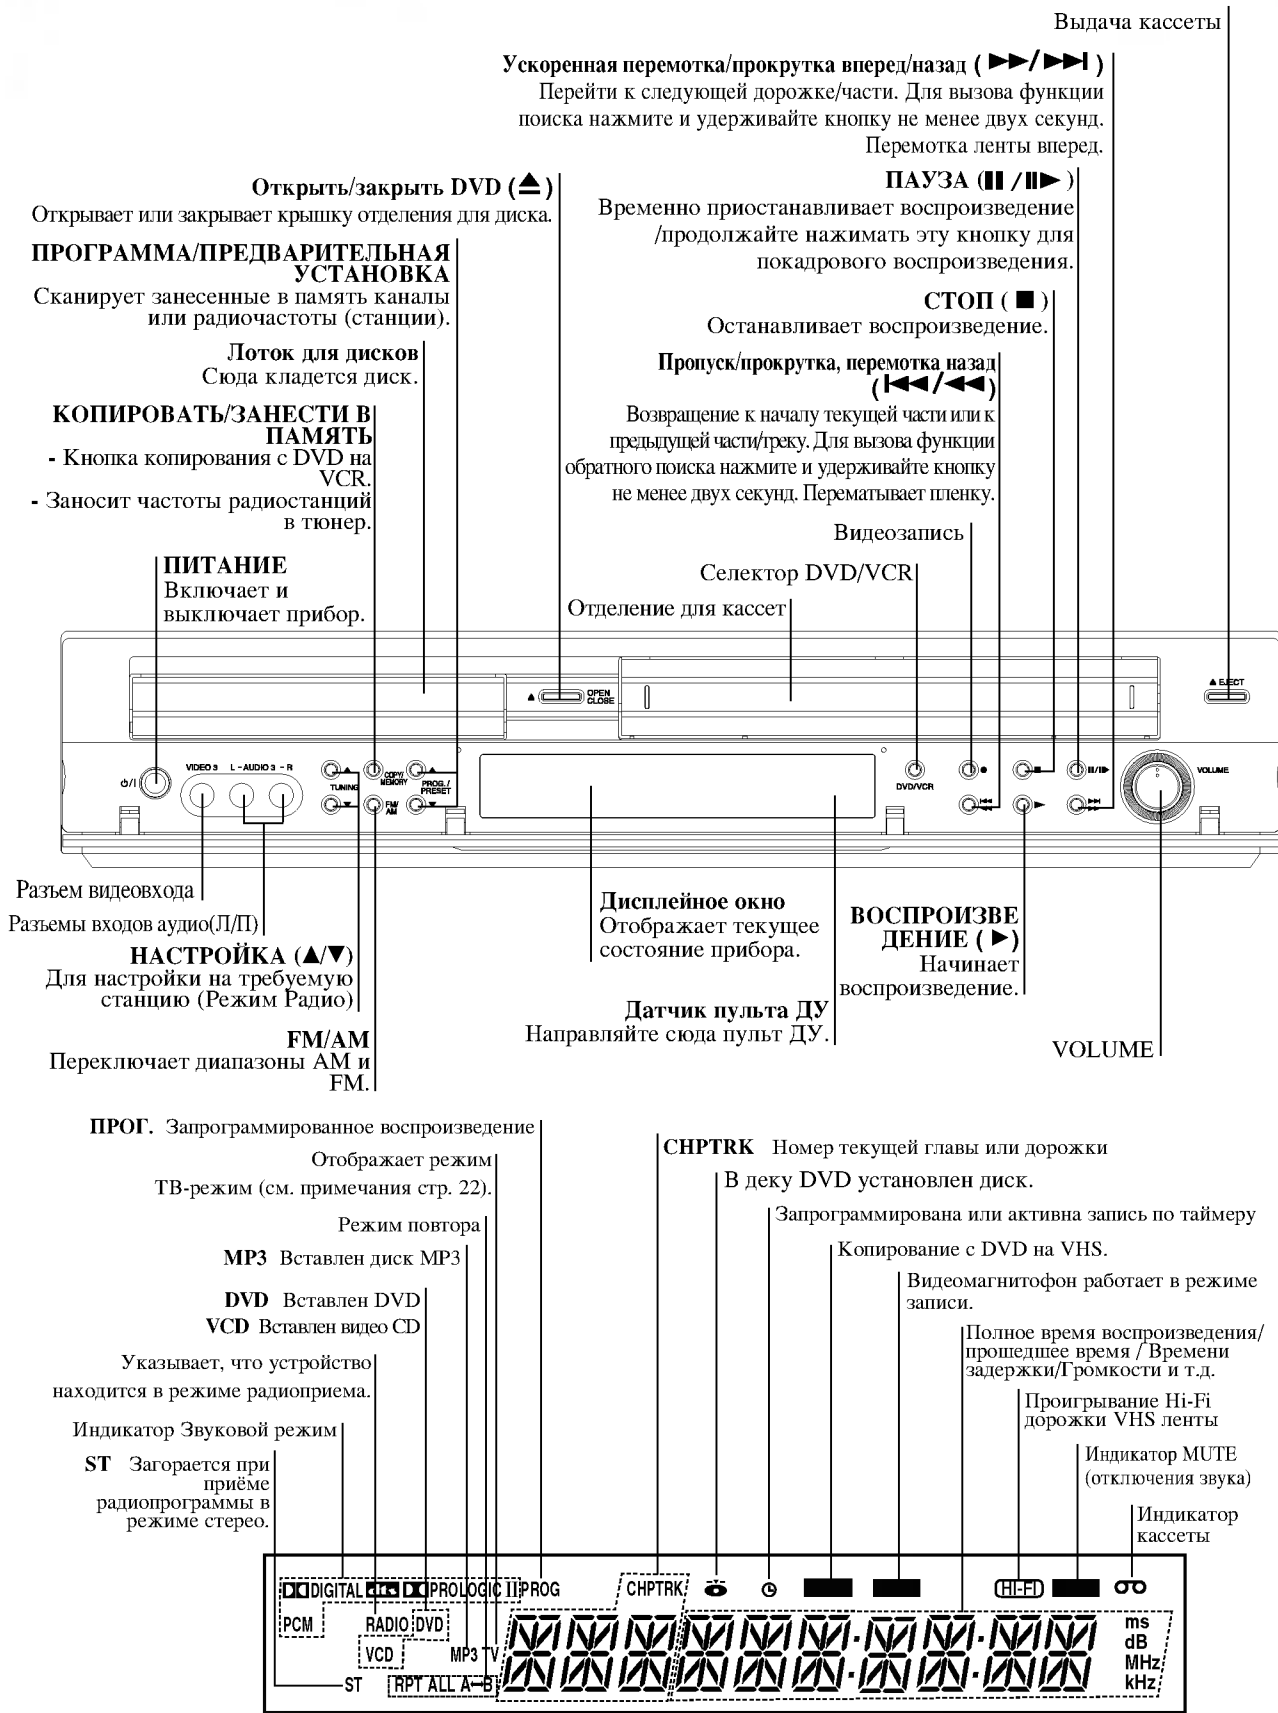 Выдача кассеты
Ускоренная перемотка/прокрутка вперед/назад ( ►►/►►I )
Перейти к следующей дорожке/части. Для вызова функции
поиска нажмите и удерживайте кнопку не менее двух секунд.
Перемотка ленты вперед.
Открыть/закрыть DVD (▲)
Открывает или закрывает крышку отделения для диска.
ПАУЗА (II /II► )
Временно приостанавливает воспроизведение
/продолжайте нажимать эту кнопку для
покадрового воспроизведения.
ПРОГРАММА/ПРЕДВАРИТЕЛЬНАЯ
УСТАНОВКА
Сканирует занесенные в память каналы
или радиочастоты (станции).
СТОП ( ■ )
Останавливает воспроизведение.
Лоток для дисков
Сюда кладется диск.
Пропуск/прокрутка, перемотка назад
( I◄◄/◄◄)
Возвращение к началу текущей части или к
предыдущей части/треку. Для вызова функции
обратного поиска нажмите и удерживайте кнопку
не менее двух секунд. Перематывает пленку.
КОПИРОВАТЬ/ЗАНЕСТИ В
ПАМЯТЬ
- Кнопка копирования с DVD на
VCR.
- Заносит частоты радиостанций
в тюнер.
Видеозапись
Селектор DVD/VCR
Отделение для кассет
ПИТАНИЕ
Включает и
выключает прибор.
▲ OPEN
CLOSE
▲ EJECT
VIDEO 3 L - AUDIO 3 - R
⏻/I
▲ TUNING ▼
COPY/
MEMORY
FM/
AM
▲ PROG./
PRESET ▼
DVD/VCR
● ■ II/II►
I◄◄ ◄◄ ► ►►I ►►
VOLUME
Разъем видеовхода
Разъемы входов аудио(Л/П)
НАСТРОЙКА (▲/▼)
Для настройки на требуемую
станцию (Режим Радио)
FM/AM
Переключает диапазоны АМ и
FM.
Дисплейное окно
Отображает текущее
состояние прибора.
Датчик пульта ДУ
Направляйте сюда пульт ДУ.
ВОСПРОИЗВЕ
ДЕНИЕ ( ►)
Начинает
воспроизведение.
VOLUME
ПРОГ. Запрограммированное воспроизведение
Отображает режим
ТВ-режим (см. примечания стр. 22).
Режим повтора
MP3 Вставлен диск MP3
DVD Вставлен DVD
VCD Вставлен видео CD
Указывает, что устройство
находится в режиме радиоприема.
Индикатор Звуковой режим
ST Загорается при
приёме
радиопрограммы в
режиме стерео.
CHPTRK Номер текущей главы или дорожки
В деку DVD установлен диск.
Запрограммирована или активна запись по таймеру
Копирование с DVD на VHS.
Видеомагнитофон работает в режиме
записи.
Полное время воспроизведения/
прошедшее время / Времени
задержки/Громкости и т.д.
Проигрывание Hi-Fi
дорожки VHS ленты
Индикатор MUTE
(отключения звука)
Индикатор
кассеты
DIGITAL dts PROLOGIC II PROG CHPTRK HI-FI
PCM RADIO DVD
VCD MP3 TV
ST RPT ALL A↔B
ms
dB
MHz
kHz